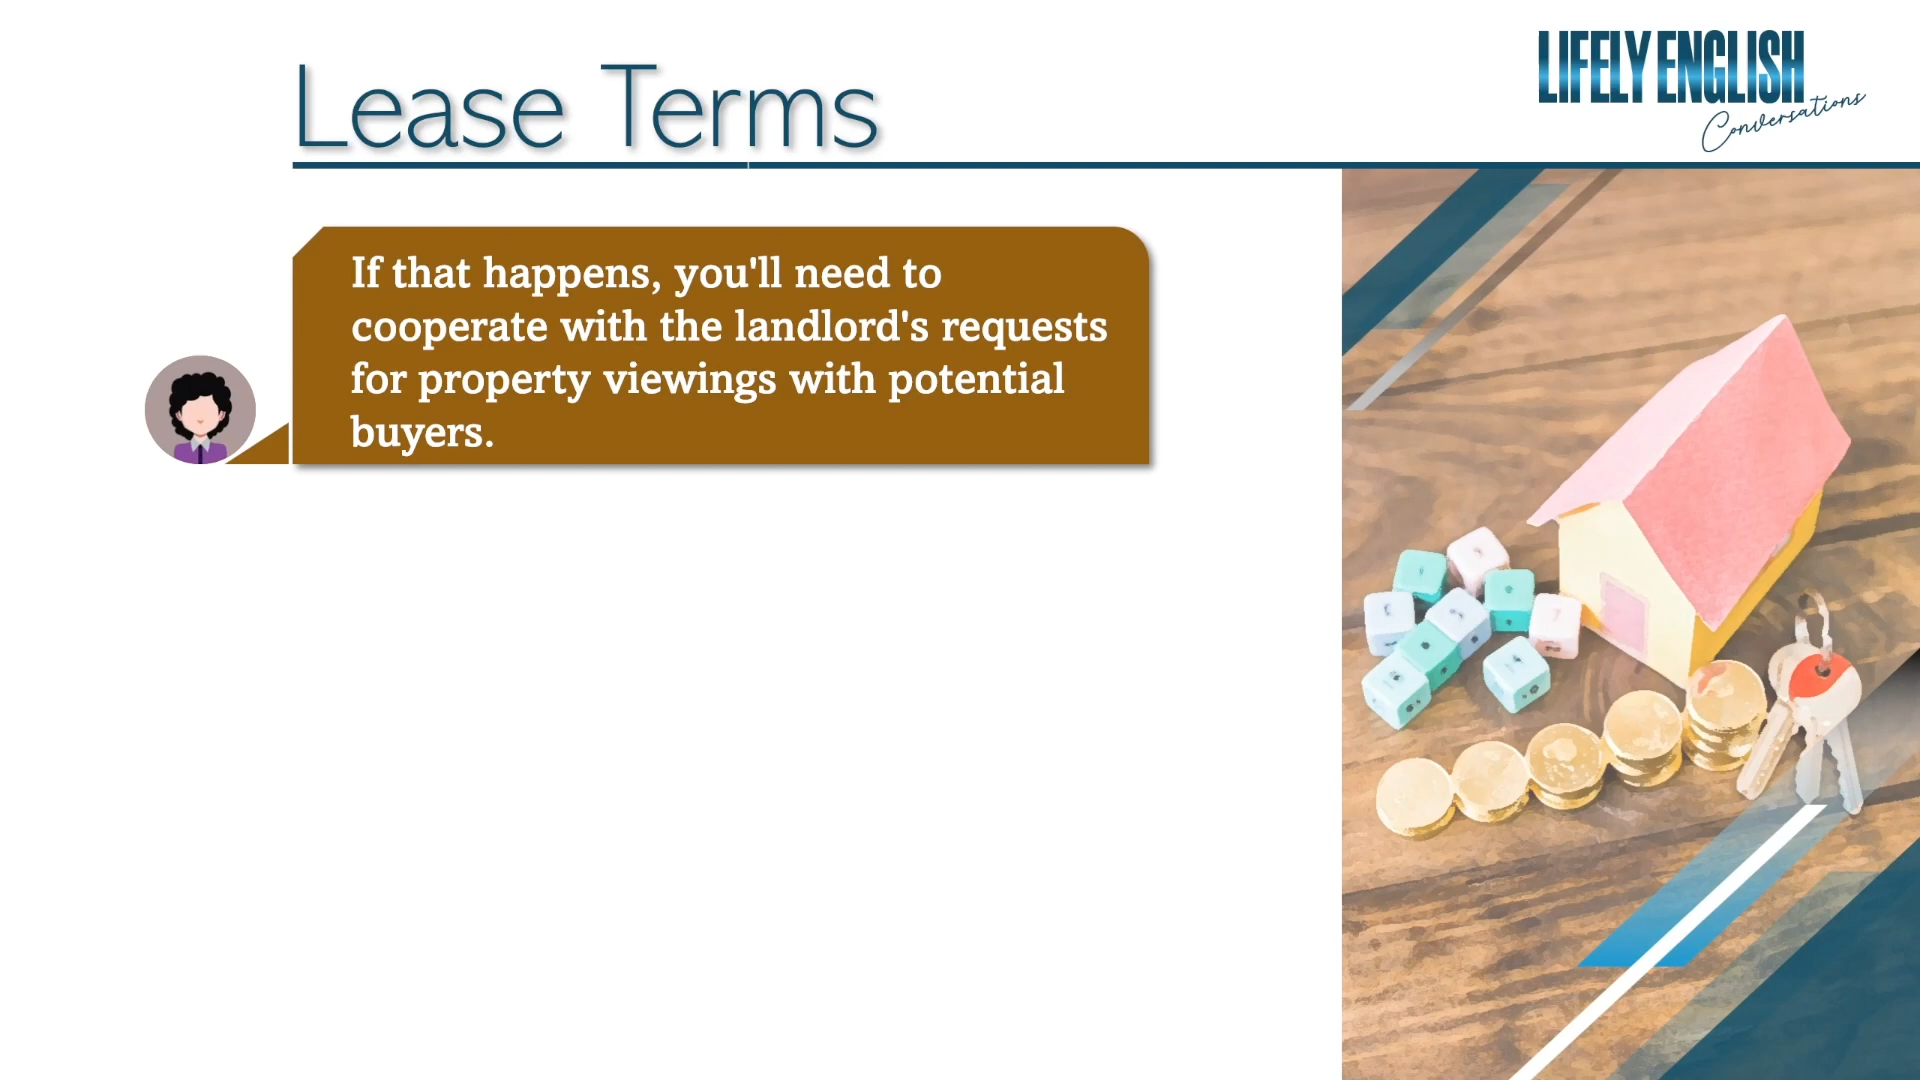 Lease Terms
LIFELY ENGLISH
Conversations
If that happens, you'll need to
cooperate with the landlord's requests
for property viewings with potential
buyers.